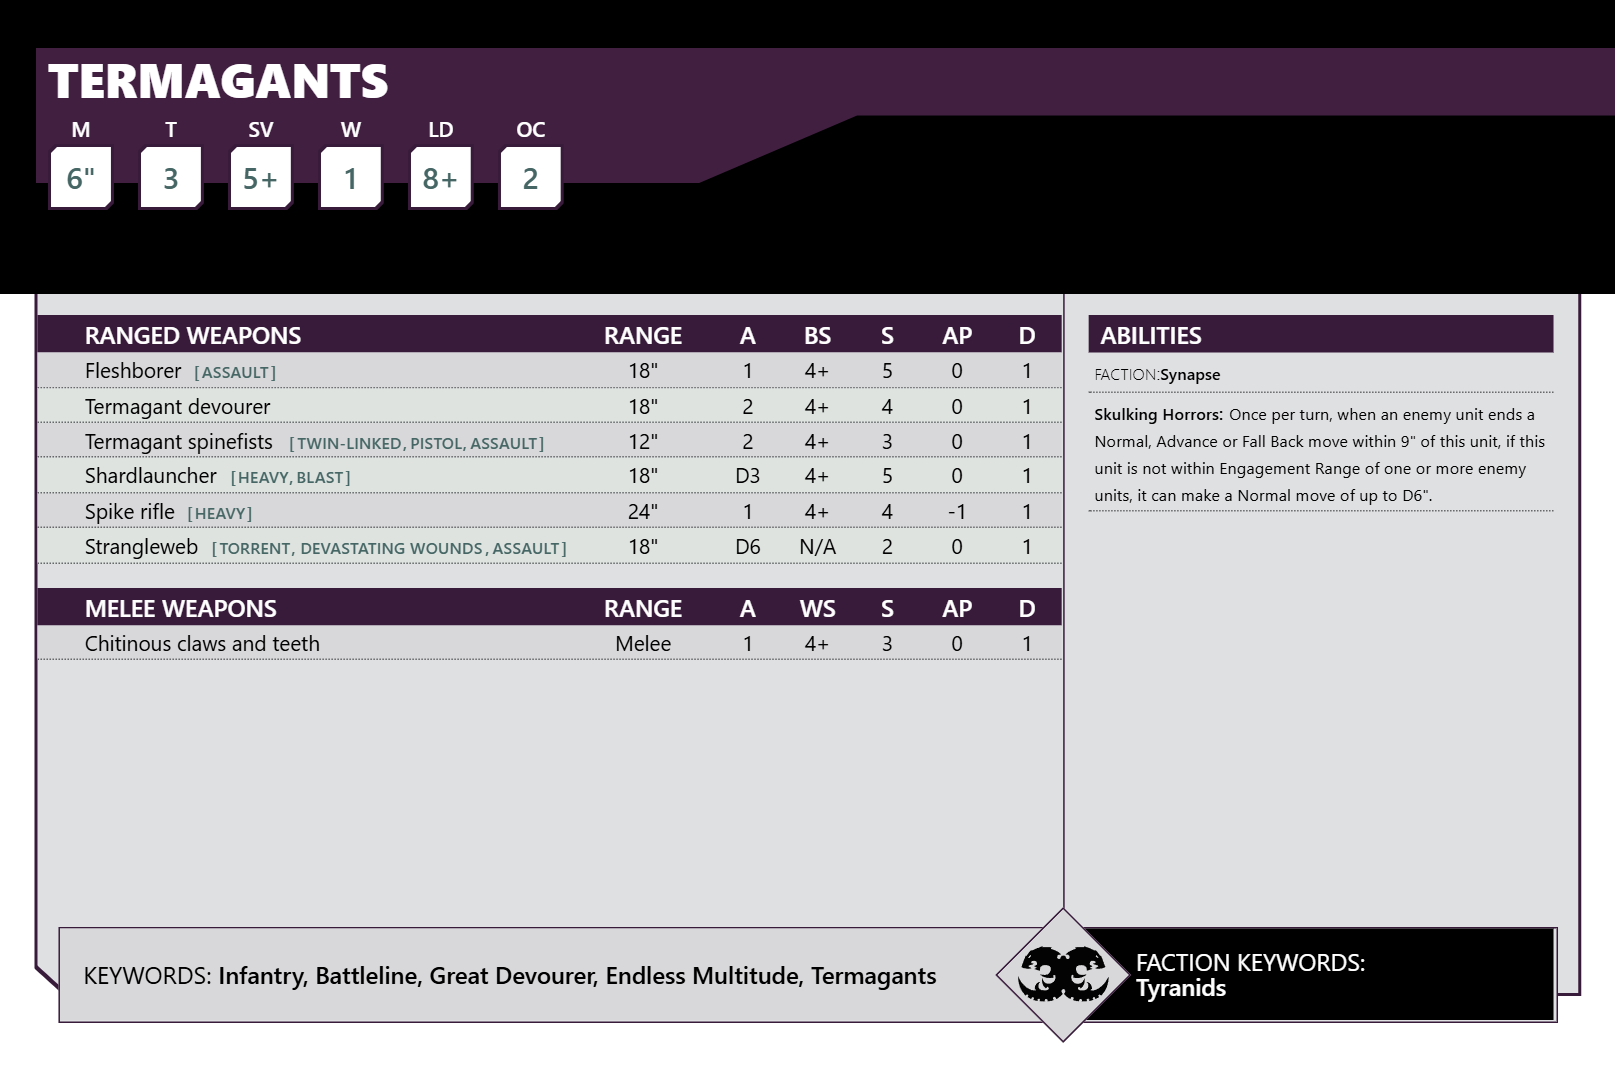 TERMAGANTS
M T SV W LD OC
6" 3 5+ 1 8+ 2
RANGED WEAPONS RANGE A BS S AP D
Fleshborer [ASSAULT] 18" 1 4+ 5 0 1
Termagant devourer 18" 2 4+ 4 0 1
Termagant spinefists [TWIN-LINKED, PISTOL, ASSAULT] 12" 2 4+ 3 0 1
Shardlauncher [HEAVY, BLAST] 18" D3 4+ 5 0 1
Spike rifle [HEAVY] 24" 1 4+ 4 -1 1
Strangleweb [TORRENT, DEVASTATING WOUNDS, ASSAULT] 18" D6 N/A 2 0 1
MELEE WEAPONS RANGE A WS S AP D
Chitinous claws and teeth Melee 1 4+ 3 0 1
ABILITIES
FACTION:Synapse
Skulking Horrors: Once per turn, when an enemy unit ends a
Normal, Advance or Fall Back move within 9" of this unit, if this
unit is not within Engagement Range of one or more enemy
units, it can make a Normal move of up to D6".
KEYWORDS: Infantry, Battleline, Great Devourer, Endless Multitude, Termagants
FACTION KEYWORDS:
Tyranids